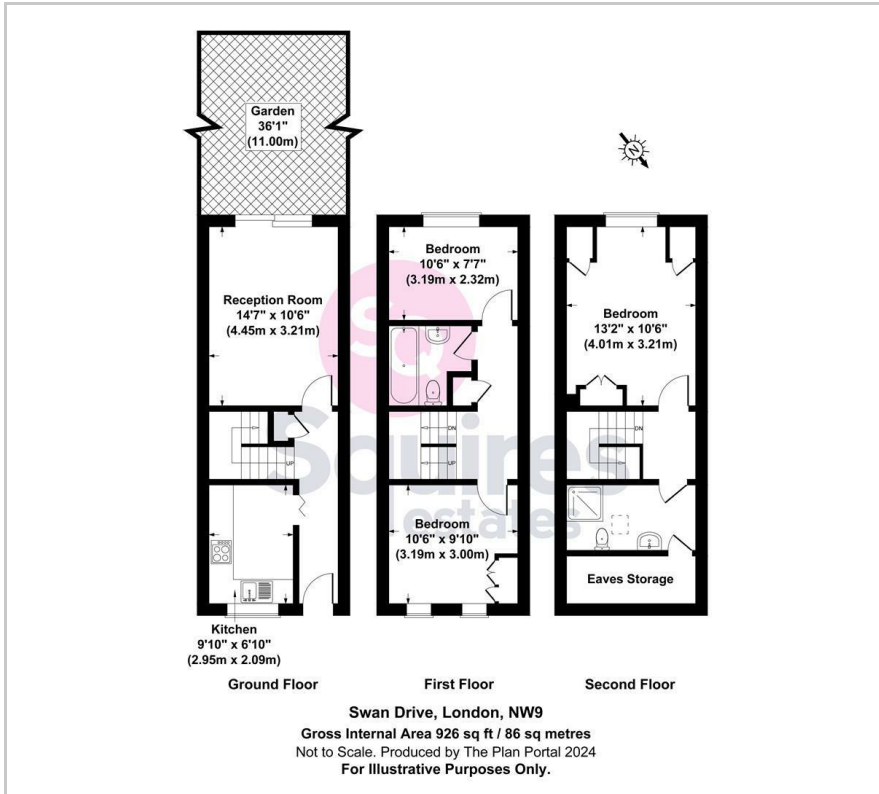 Garden
36'1"
(11.00m)
N
Reception Room
14'7" x 10'6"
(4.45m x 3.21m)
UP
Kitchen
9'10" x 6'10"
(2.95m x 2.09m)
Ground Floor
Bedroom
10'6" x 7'7"
(3.19m x 2.32m)
DN
UP
Bedroom
10'6" x 9'10"
(3.19m x 3.00m)
First Floor
Bedroom
13'2" x 10'6"
(4.01m x 3.21m)
DN
Eaves Storage
Second Floor
SQ
Squires
estates
Swan Drive, London, NW9
Gross Internal Area 926 sq ft / 86 sq metres
Not to Scale. Produced by The Plan Portal 2024
For Illustrative Purposes Only.